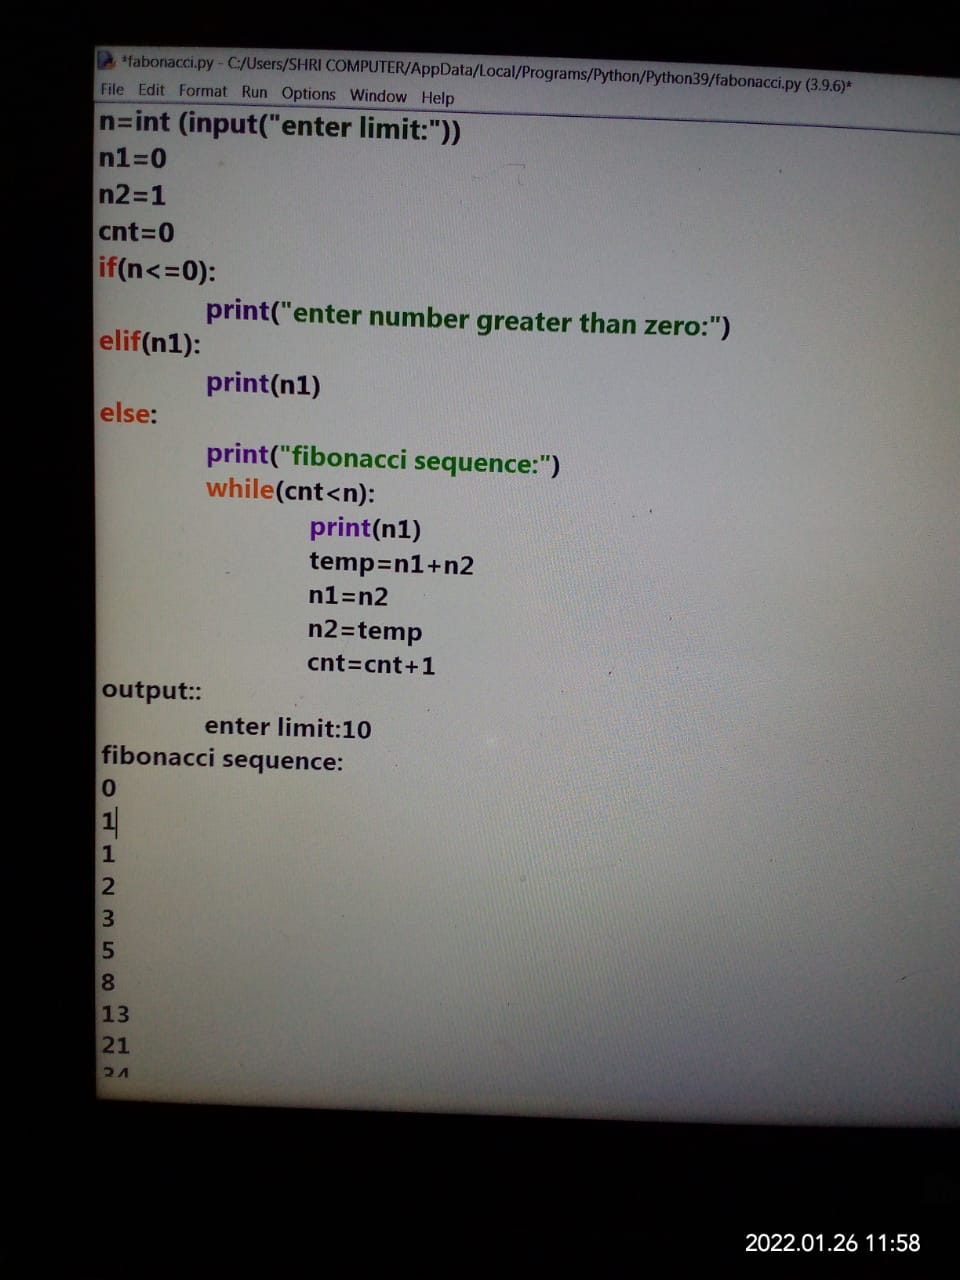 *fabonacci.py - C:/Users/SHRI COMPUTER/AppData/Local/Programs/Python/Python39/fabonacci.py (3.9.6)*
File Edit Format Run Options Window Help
n=int (input("enter limit:"))
n1=0
n2=1
cnt=0
if(n<=0):
print("enter number greater than zero:")
elif(n1):
print(n1)
else:
print("fibonacci sequence:")
while(cnt<n):
print(n1)
temp=n1+n2
n1=n2
n2=temp
cnt=cnt+1
output::
enter limit:10
fibonacci sequence:
0
1
1
2
3
5
8
13
21
34
2022.01.26 11:58